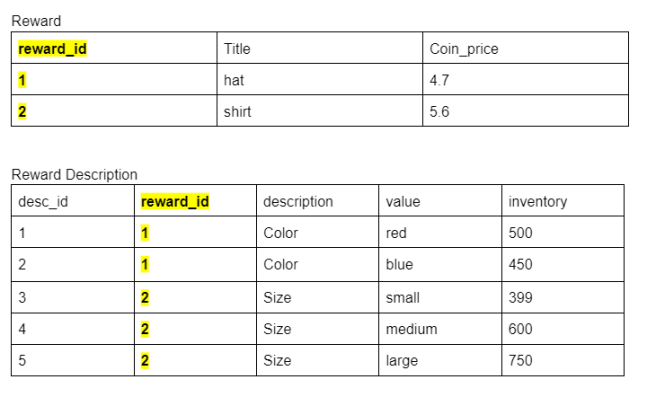 Reward
reward_id Title Coin_price
1 hat 4.7
2 shirt 5.6
Reward Description
desc_id reward_id description value inventory
1 1 Color red 500
2 1 Color blue 450
3 2 Size small 399
4 2 Size medium 600
5 2 Size large 750